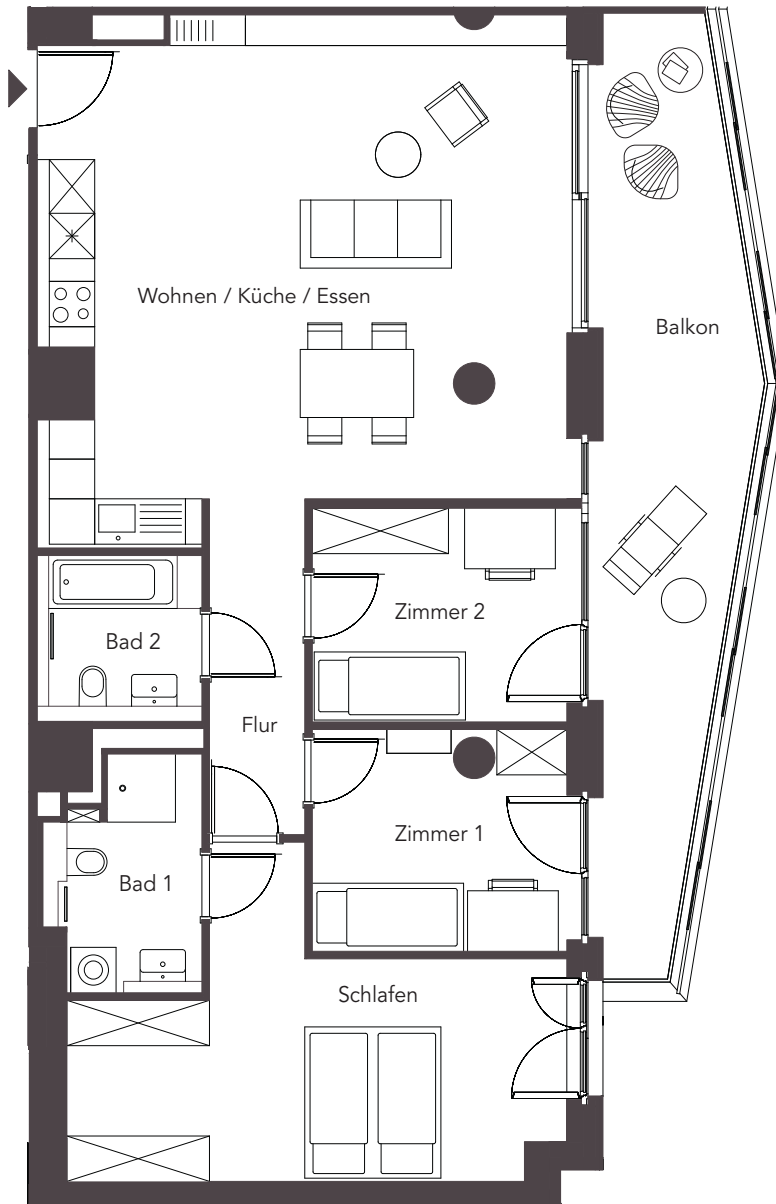 Wohnen / Küche / Essen
Balkon
Zimmer 2
Bad 2
Flur
Zimmer 1
Bad 1
Schlafen